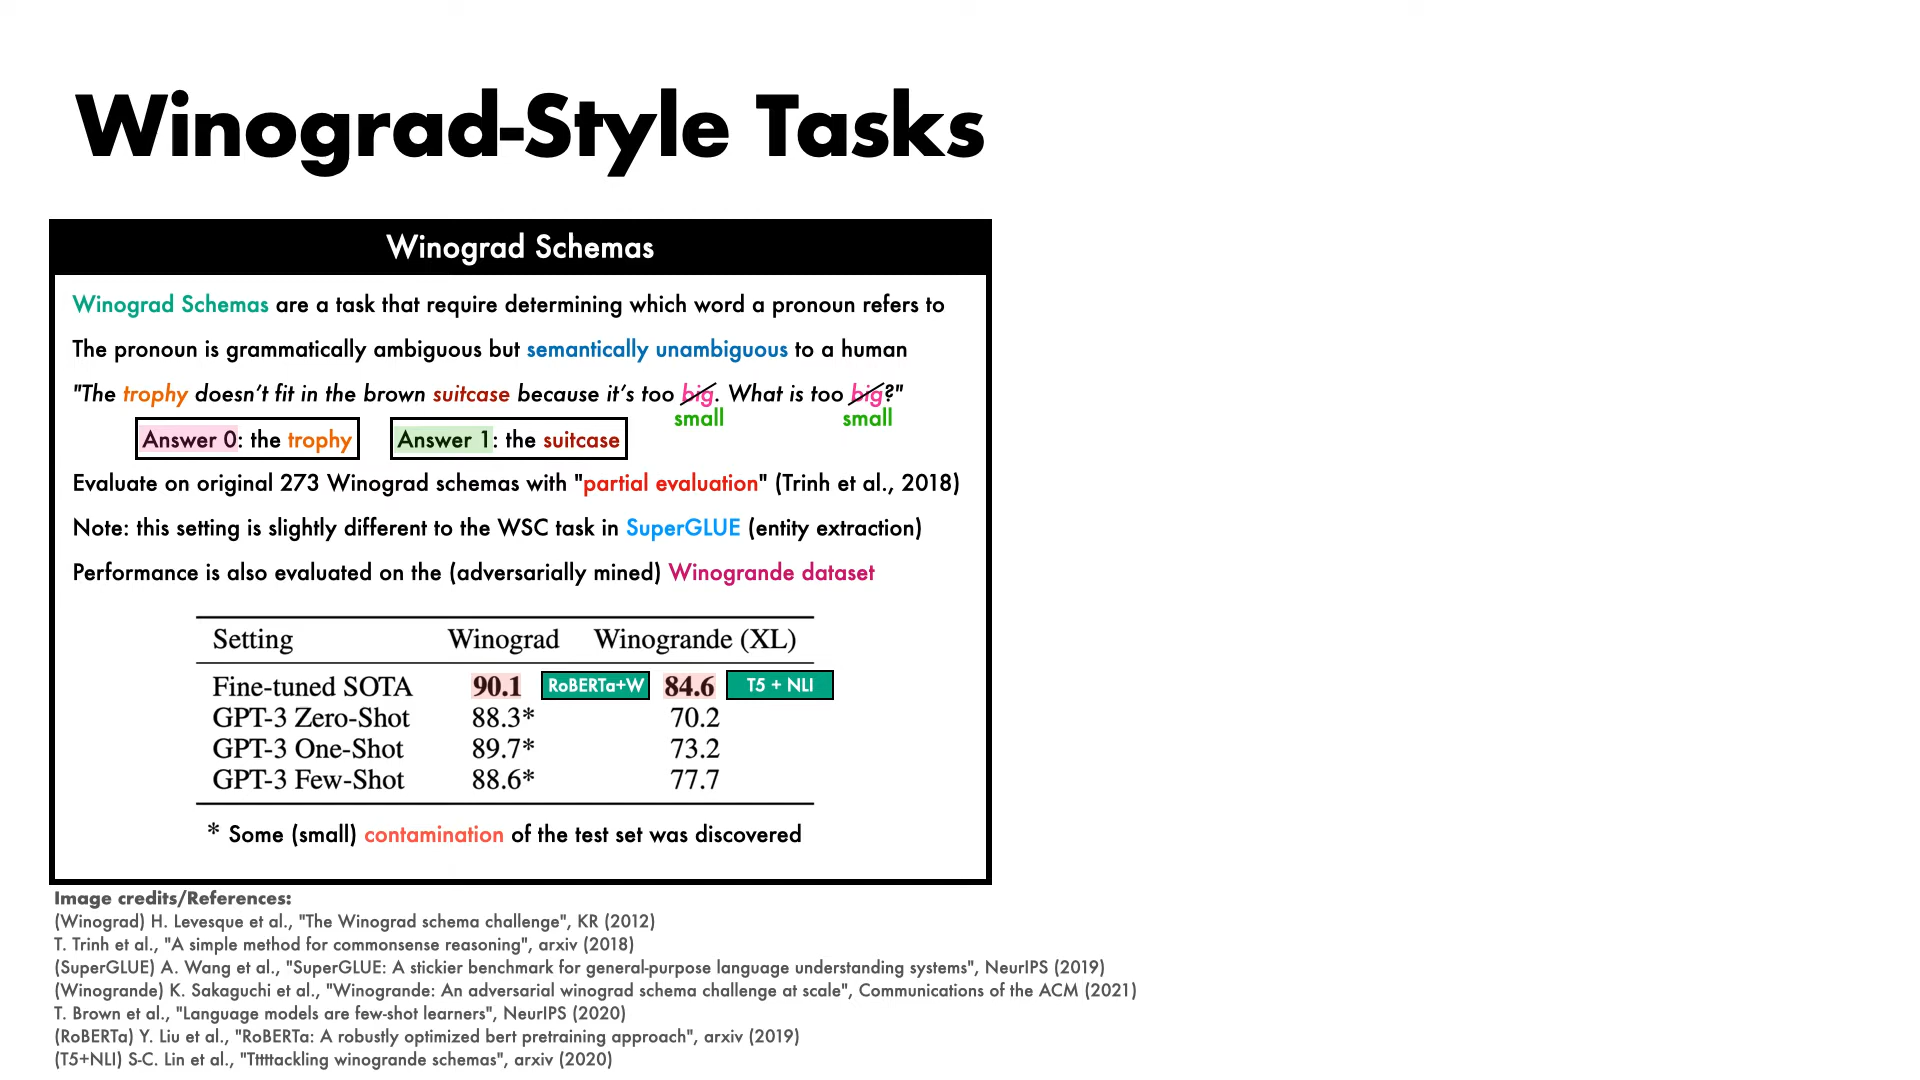 Winograd-Style Tasks
Winograd Schemas
Winograd Schemas are a task that require determining which word a pronoun refers to
The pronoun is grammatically ambiguous but semantically unambiguous to a human
"The trophy doesn't fit in the brown suitcase because it's too big. What is too big?"
small small
Answer 0: the trophy Answer 1: the suitcase
Evaluate on original 273 Winograd schemas with "partial evaluation" (Trinh et al., 2018)
Note: this setting is slightly different to the WSC task in SuperGLUE (entity extraction)
Performance is also evaluated on the (adversarially mined) Winogrande dataset
Setting Winograd Winogrande (XL)
Fine-tuned SOTA 90.1 RoBERTa+W 84.6 T5 + NLI
GPT-3 Zero-Shot 88.3* 70.2
GPT-3 One-Shot 89.7* 73.2
GPT-3 Few-Shot 88.6* 77.7
* Some (small) contamination of the test set was discovered
Image credits/References:
(Winograd) H. Levesque et al., "The Winograd schema challenge", KR (2012)
T. Trinh et al., "A simple method for commonsense reasoning", arxiv (2018)
(SuperGLUE) A. Wang et al., "SuperGLUE: A stickier benchmark for general-purpose language understanding systems", NeurIPS (2019)
(Winogrande) K. Sakaguchi et al., "Winogrande: An adversarial winograd schema challenge at scale", Communications of the ACM (2021)
T. Brown et al., "Language models are few-shot learners", NeurIPS (2020)
(RoBERTa) Y. Liu et al., "RoBERTa: A robustly optimized bert pretraining approach", arxiv (2019)
(T5+NLI) S-C. Lin et al., "Tttttackling winogrande schemas", arxiv (2020)